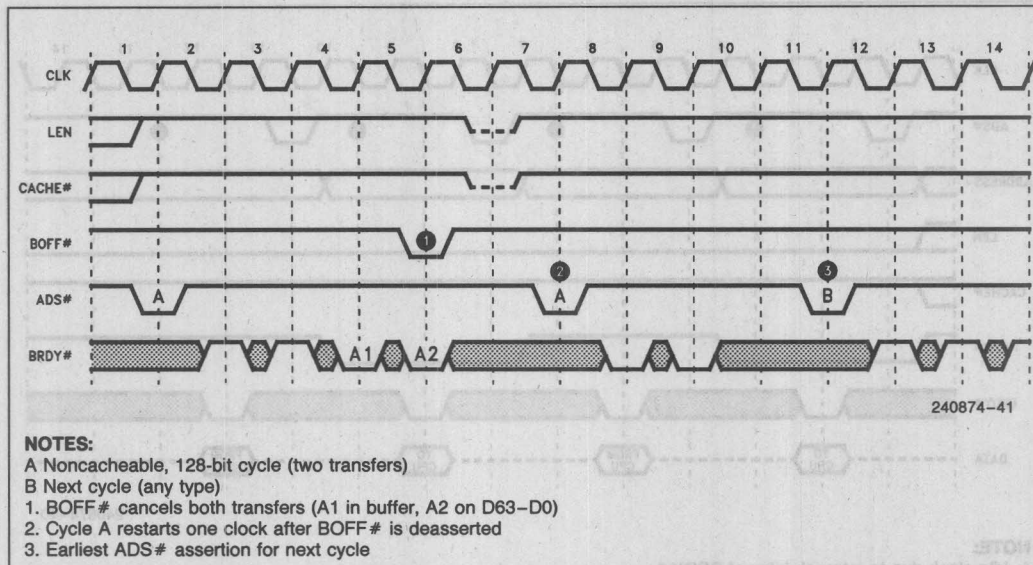 1 2 3 4 5 6 7 8 9 10 11 12 13 14
CLK
LEN
CACHE#
BOFF#
1
2
3
ADS#
A
A
B
BRDY#
A1
A2
240874-41
NOTES:
A Noncacheable, 128-bit cycle (two transfers)
B Next cycle (any type)
1. BOFF# cancels both transfers (A1 in buffer, A2 on D63–D0)
2. Cycle A restarts one clock after BOFF# is deasserted
3. Earliest ADS# assertion for next cycle